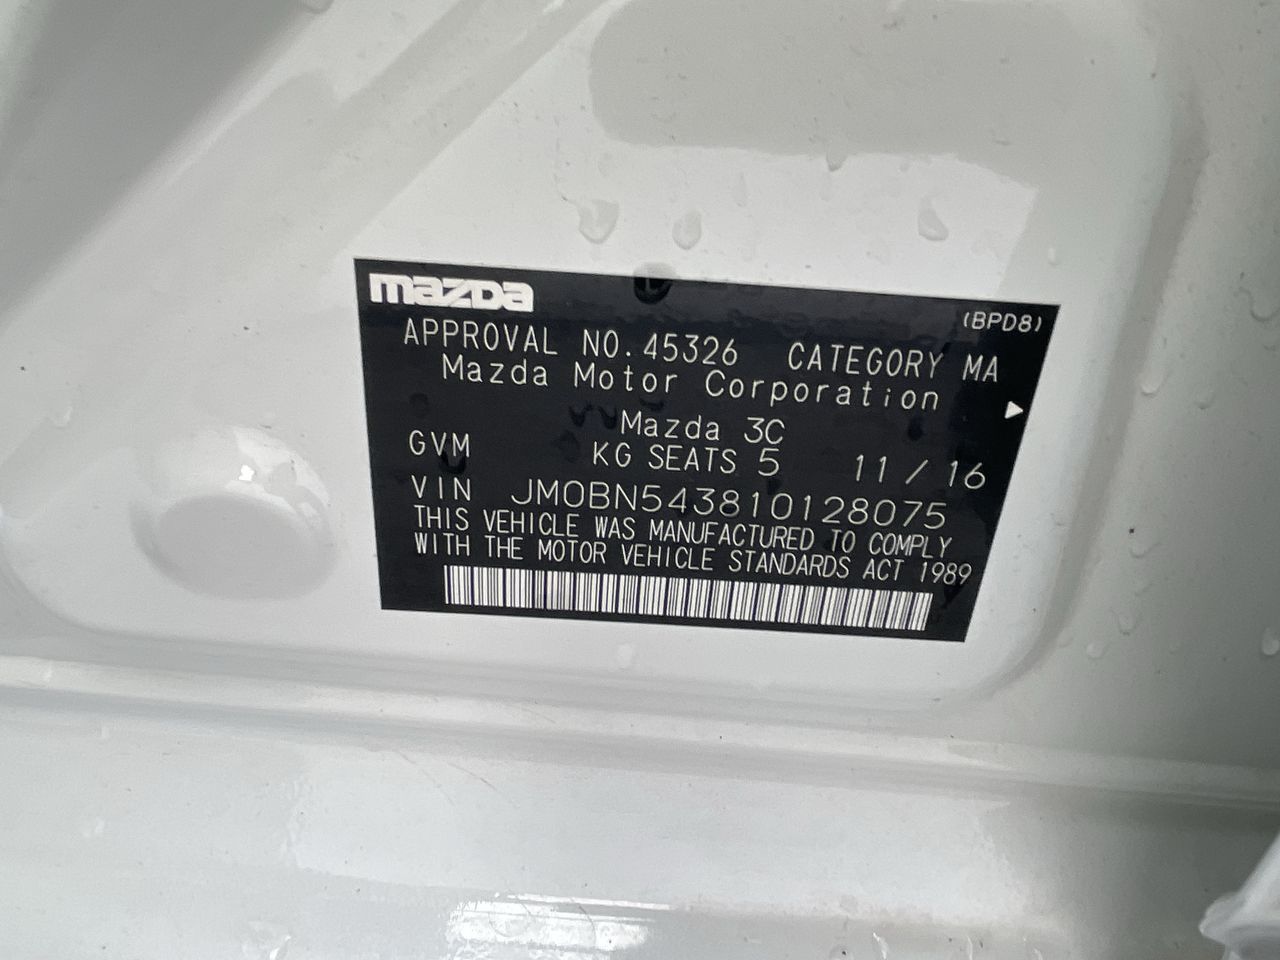 mazda
(BPD8)
APPROVAL NO. 45326 CATEGORY MA
Mazda Motor Corporation
Mazda 3C
GVM KG SEATS 5 11/16
VIN JM0BN543810128075
THIS VEHICLE WAS MANUFACTURED TO COMPLY
WITH THE MOTOR VEHICLE STANDARDS ACT 1989